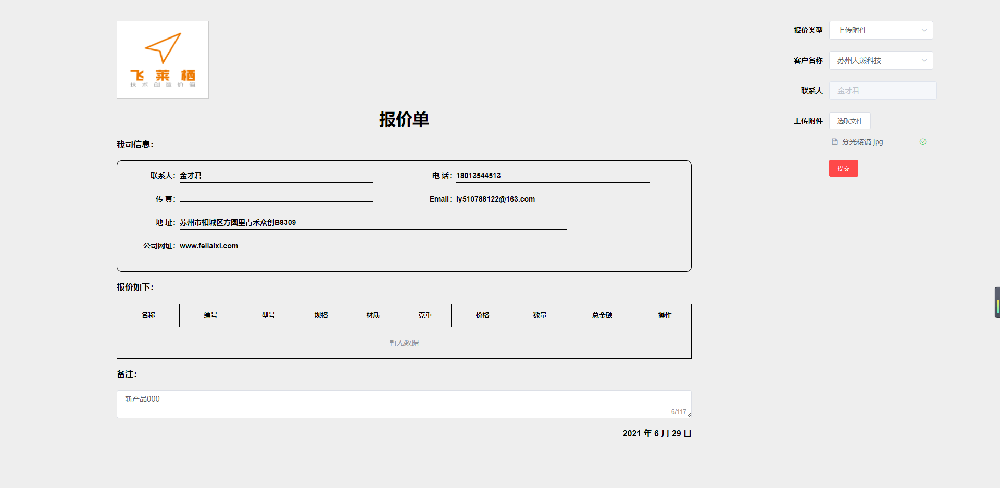 飞莱栖
技术创造价值
报价单
我司信息：
联系人： 金才君 电 话： 18013544513
传 真： Email： ly510788122@163.com
地 址： 苏州市相城区方圆里青禾众创B8309
公司网址： www.feilaixi.com
报价如下：
名称 编号 型号 规格 材质 克重 价格 数量 总金额 操作
暂无数据
备注：
新产品000
6/117
2021 年 6 月 29 日
报价类型 上传附件
客户名称 苏州大熊科技
联系人 金才君
上传附件 选取文件
分光棱镜.jpg
提交